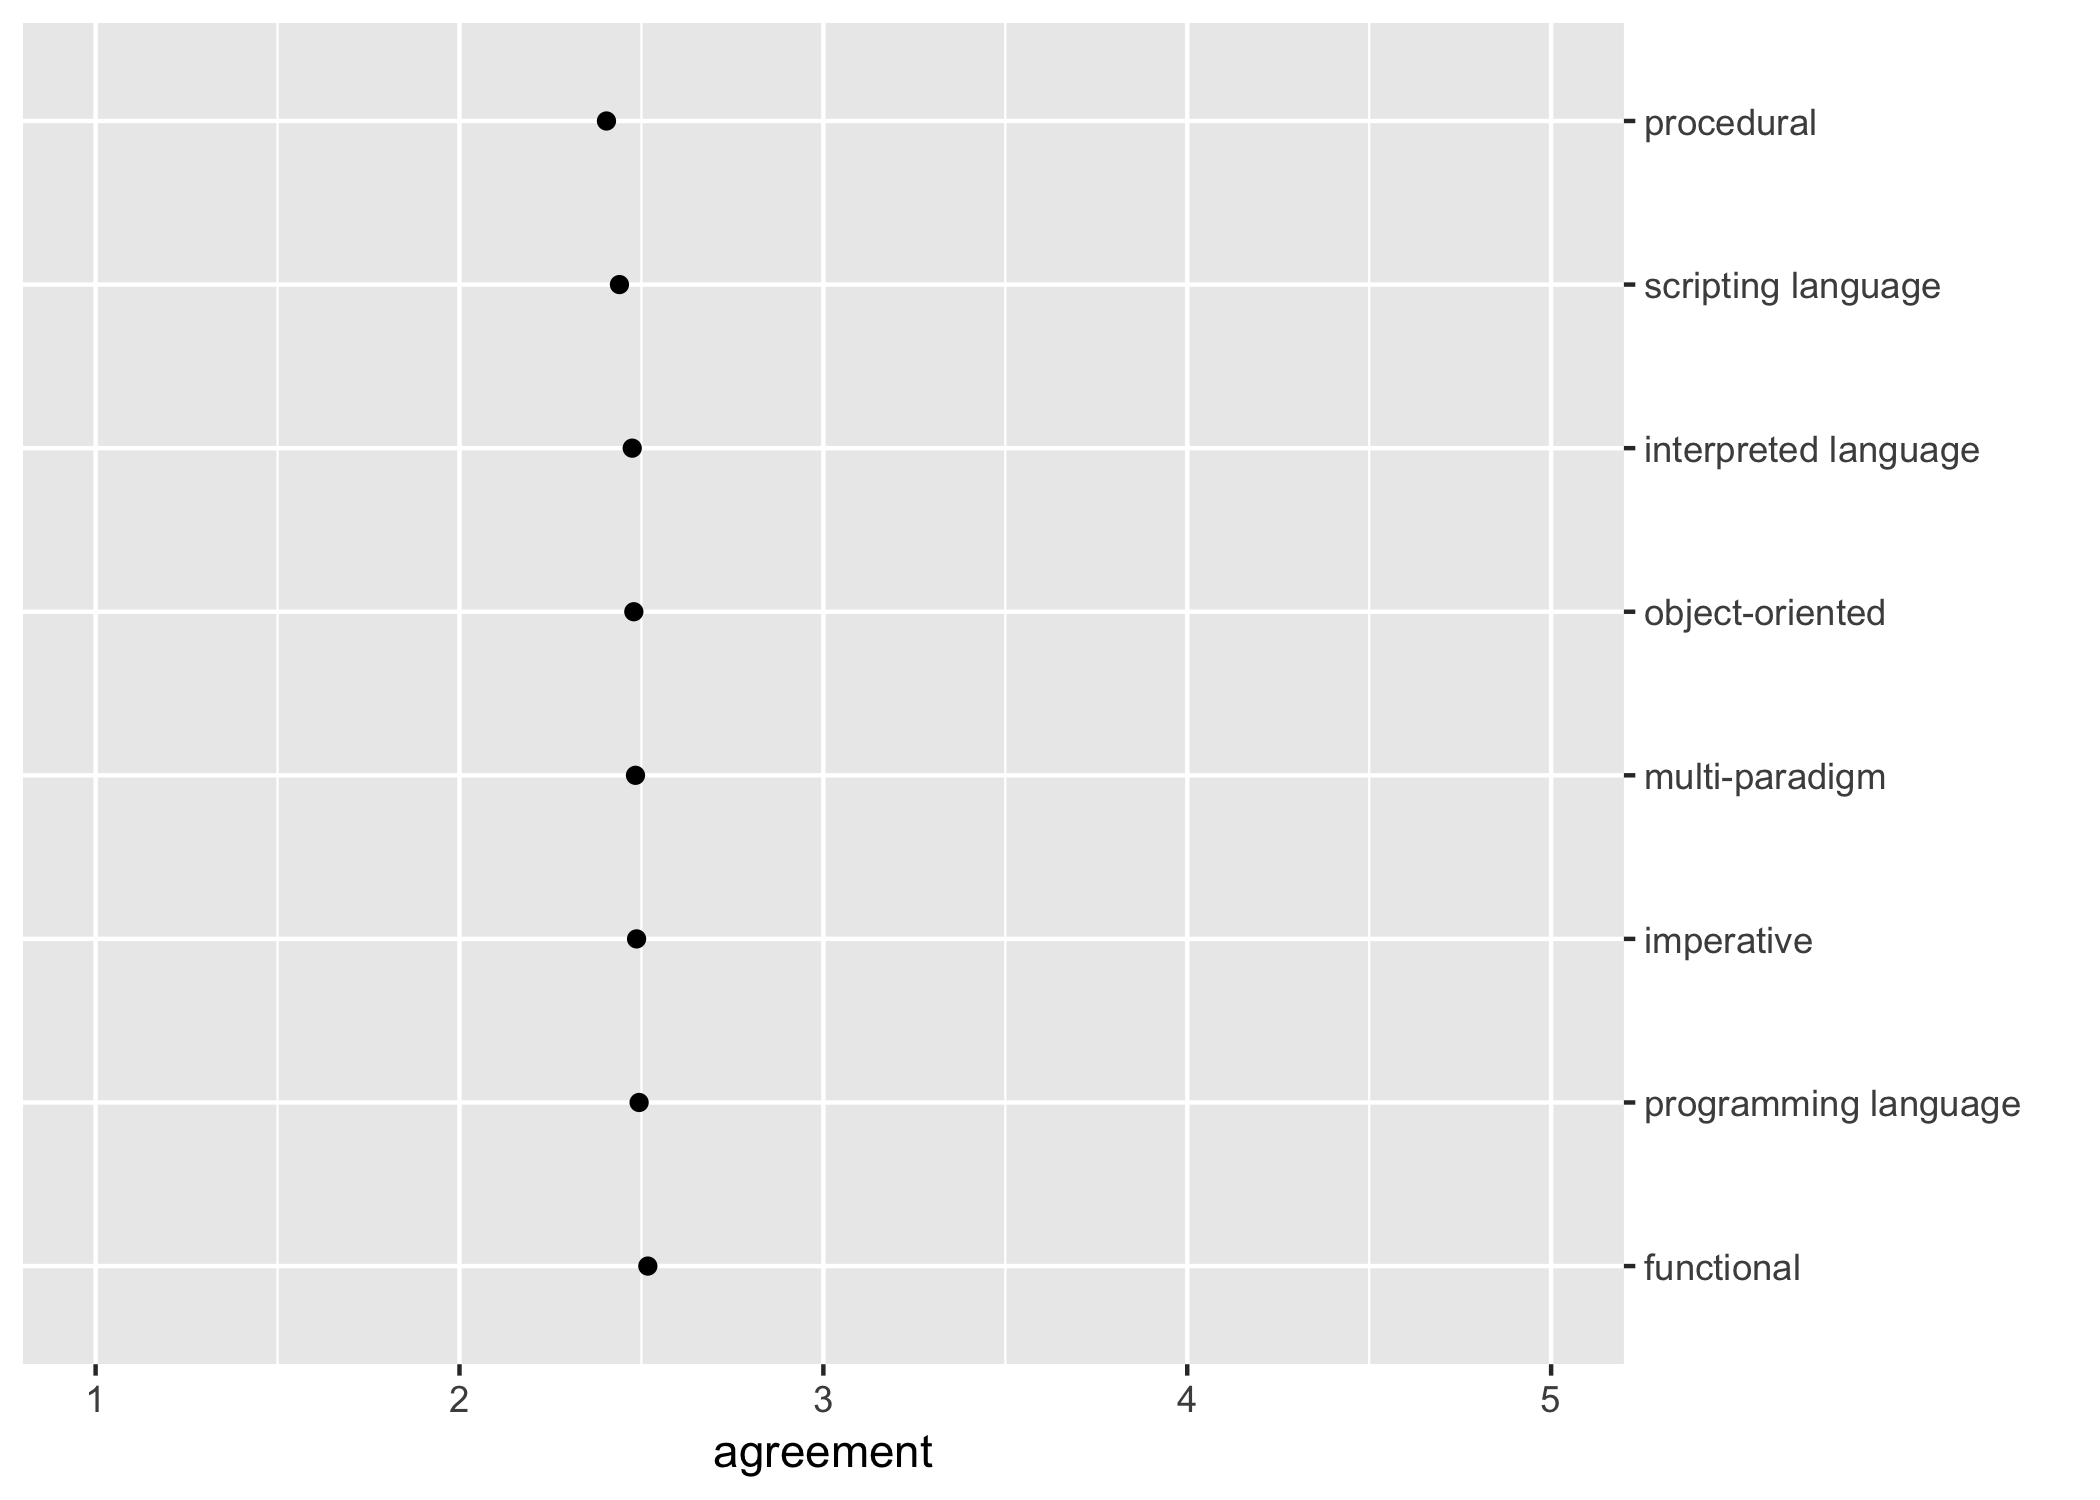 procedural
scripting language
interpreted language
object-oriented
multi-paradigm
imperative
programming language
functional
1 2 3 4 5
agreement